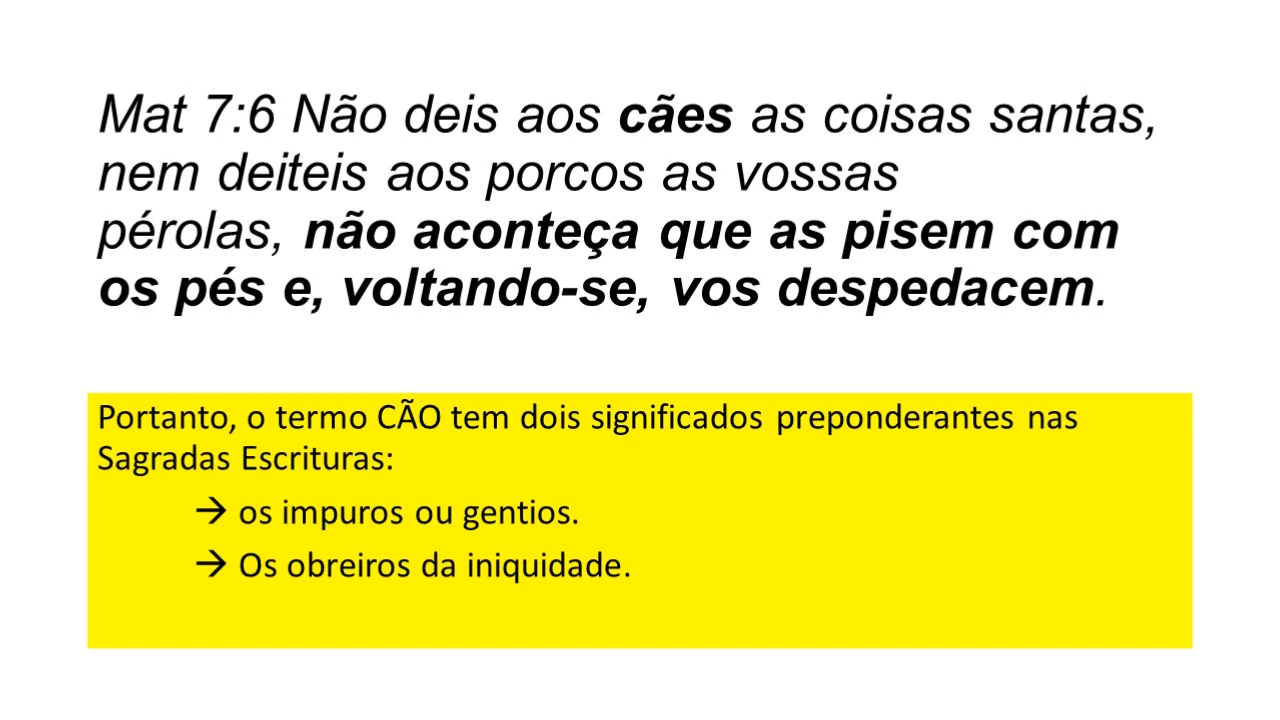 Mat 7:6 Não deis aos cães as coisas santas,
nem deiteis aos porcos as vossas
pérolas, não aconteça que as pisem com
os pés e, voltando-se, vos despedacem.
Portanto, o termo CÃO tem dois significados preponderantes nas
Sagradas Escrituras:
→ os impuros ou gentios.
→ Os obreiros da iniquidade.